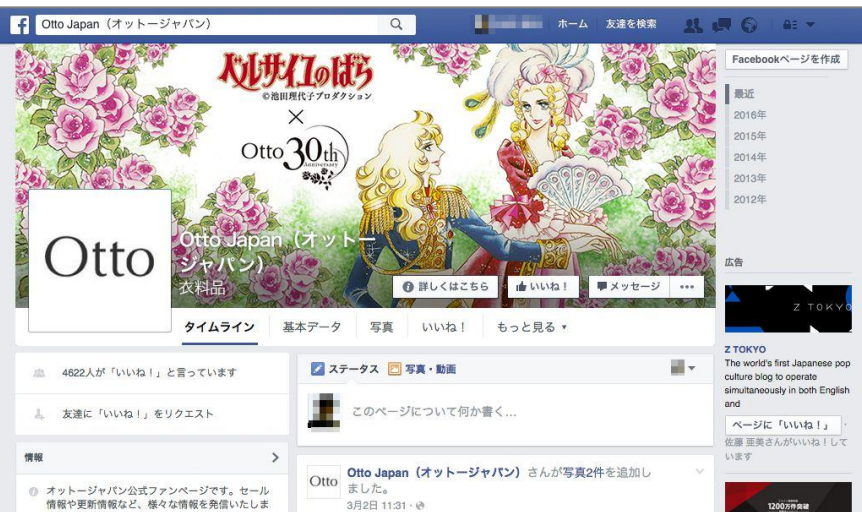 Otto Japan（オットージャパン）
ホーム
友達を検索
Facebookページを作成
最近
2016年
2015年
2014年
2013年
2012年
ベルサイユのばら
©池田理代子プロダクション
×
Otto 30th
Anniversary
Otto
Otto Japan（オットー
ジャパン）
衣料品
詳しくはこちら
いいね！
メッセージ
タイムライン
基本データ
写真
いいね！
もっと見る
4622人が「いいね！」と言っています
友達に「いいね！」をリクエスト
情報
オットージャパン公式ファンページです。セール
情報や更新情報など、様々な情報を発信いたしま
ステータス
写真・動画
このページについて何か書く...
Otto
Otto Japan（オットージャパン）さんが写真2件を追加し
ました。
3月2日 11:31
広告
Z TOKYO
Z TOKYO
The world's first Japanese pop
culture blog to operate
simultaneously in both English
and
ページに「いいね！」
佐藤 亜美さんがいいね！して
います
1200万件突破